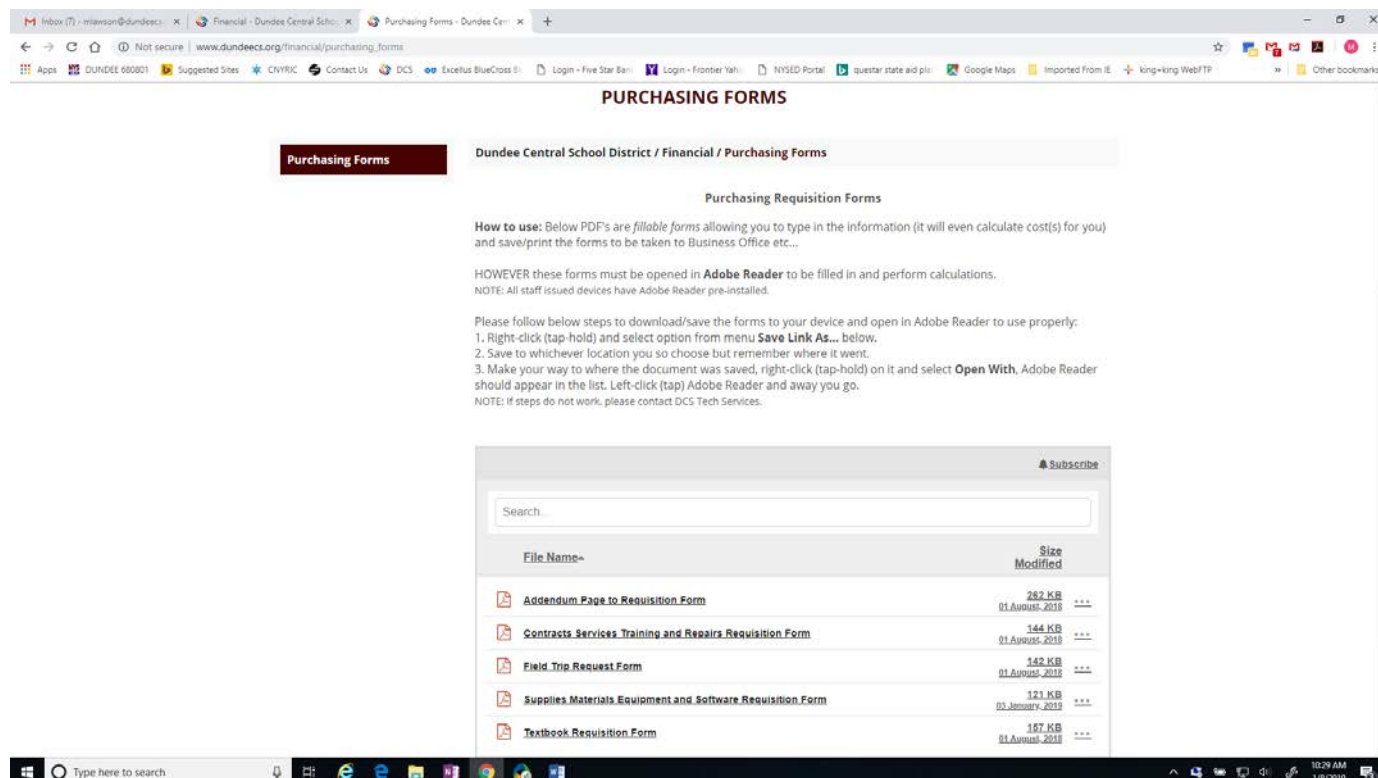 Inbox (7) - mlawson@dundeecs.
Financial - Dundee Central Scho
Purchasing Forms - Dundee Cen
Not secure | www.dundeecs.org/financial/purchasing_forms
Apps
DUNDEE 680801
Suggested Sites
CNYRIC
Contact Us
DCS
Excellus BlueCross B
Login - Five Star Ban
Login - Frontier Yah
NYSED Portal
questar state aid pla
Google Maps
Imported From IE
king+king WebFTP
»
Other bookmarks
PURCHASING FORMS
Purchasing Forms
Dundee Central School District / Financial / Purchasing Forms
Purchasing Requisition Forms
How to use: Below PDF's are fillable forms allowing you to type in the information (it will even calculate cost(s) for you)
and save/print the forms to be taken to Business Office etc...
HOWEVER these forms must be opened in Adobe Reader to be filled in and perform calculations.
NOTE: All staff issued devices have Adobe Reader pre-installed.
Please follow below steps to download/save the forms to your device and open in Adobe Reader to use properly:
1. Right-click (tap-hold) and select option from menu Save Link As... below.
2. Save to whichever location you so choose but remember where it went.
3. Make your way to where the document was saved, right-click (tap-hold) on it and select Open With, Adobe Reader
should appear in the list. Left-click (tap) Adobe Reader and away you go.
NOTE: If steps do not work, please contact DCS Tech Services.
Subscribe
Search...
File Name
Size
Modified
Addendum Page to Requisition Form
262 KB
01 August, 2018
Contracts Services Training and Repairs Requisition Form
144 KB
01 August, 2018
Field Trip Request Form
142 KB
01 August, 2018
Supplies Materials Equipment and Software Requisition Form
121 KB
03 January, 2019
Textbook Requisition Form
157 KB
01 August, 2018
Type here to search
10:29 AM
1/8/2019